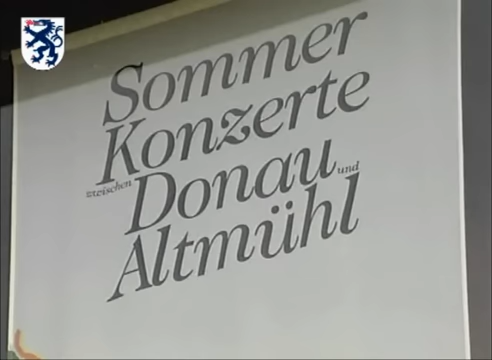 Sommer
Konzerte
zwischen
Donau und
Altmühl